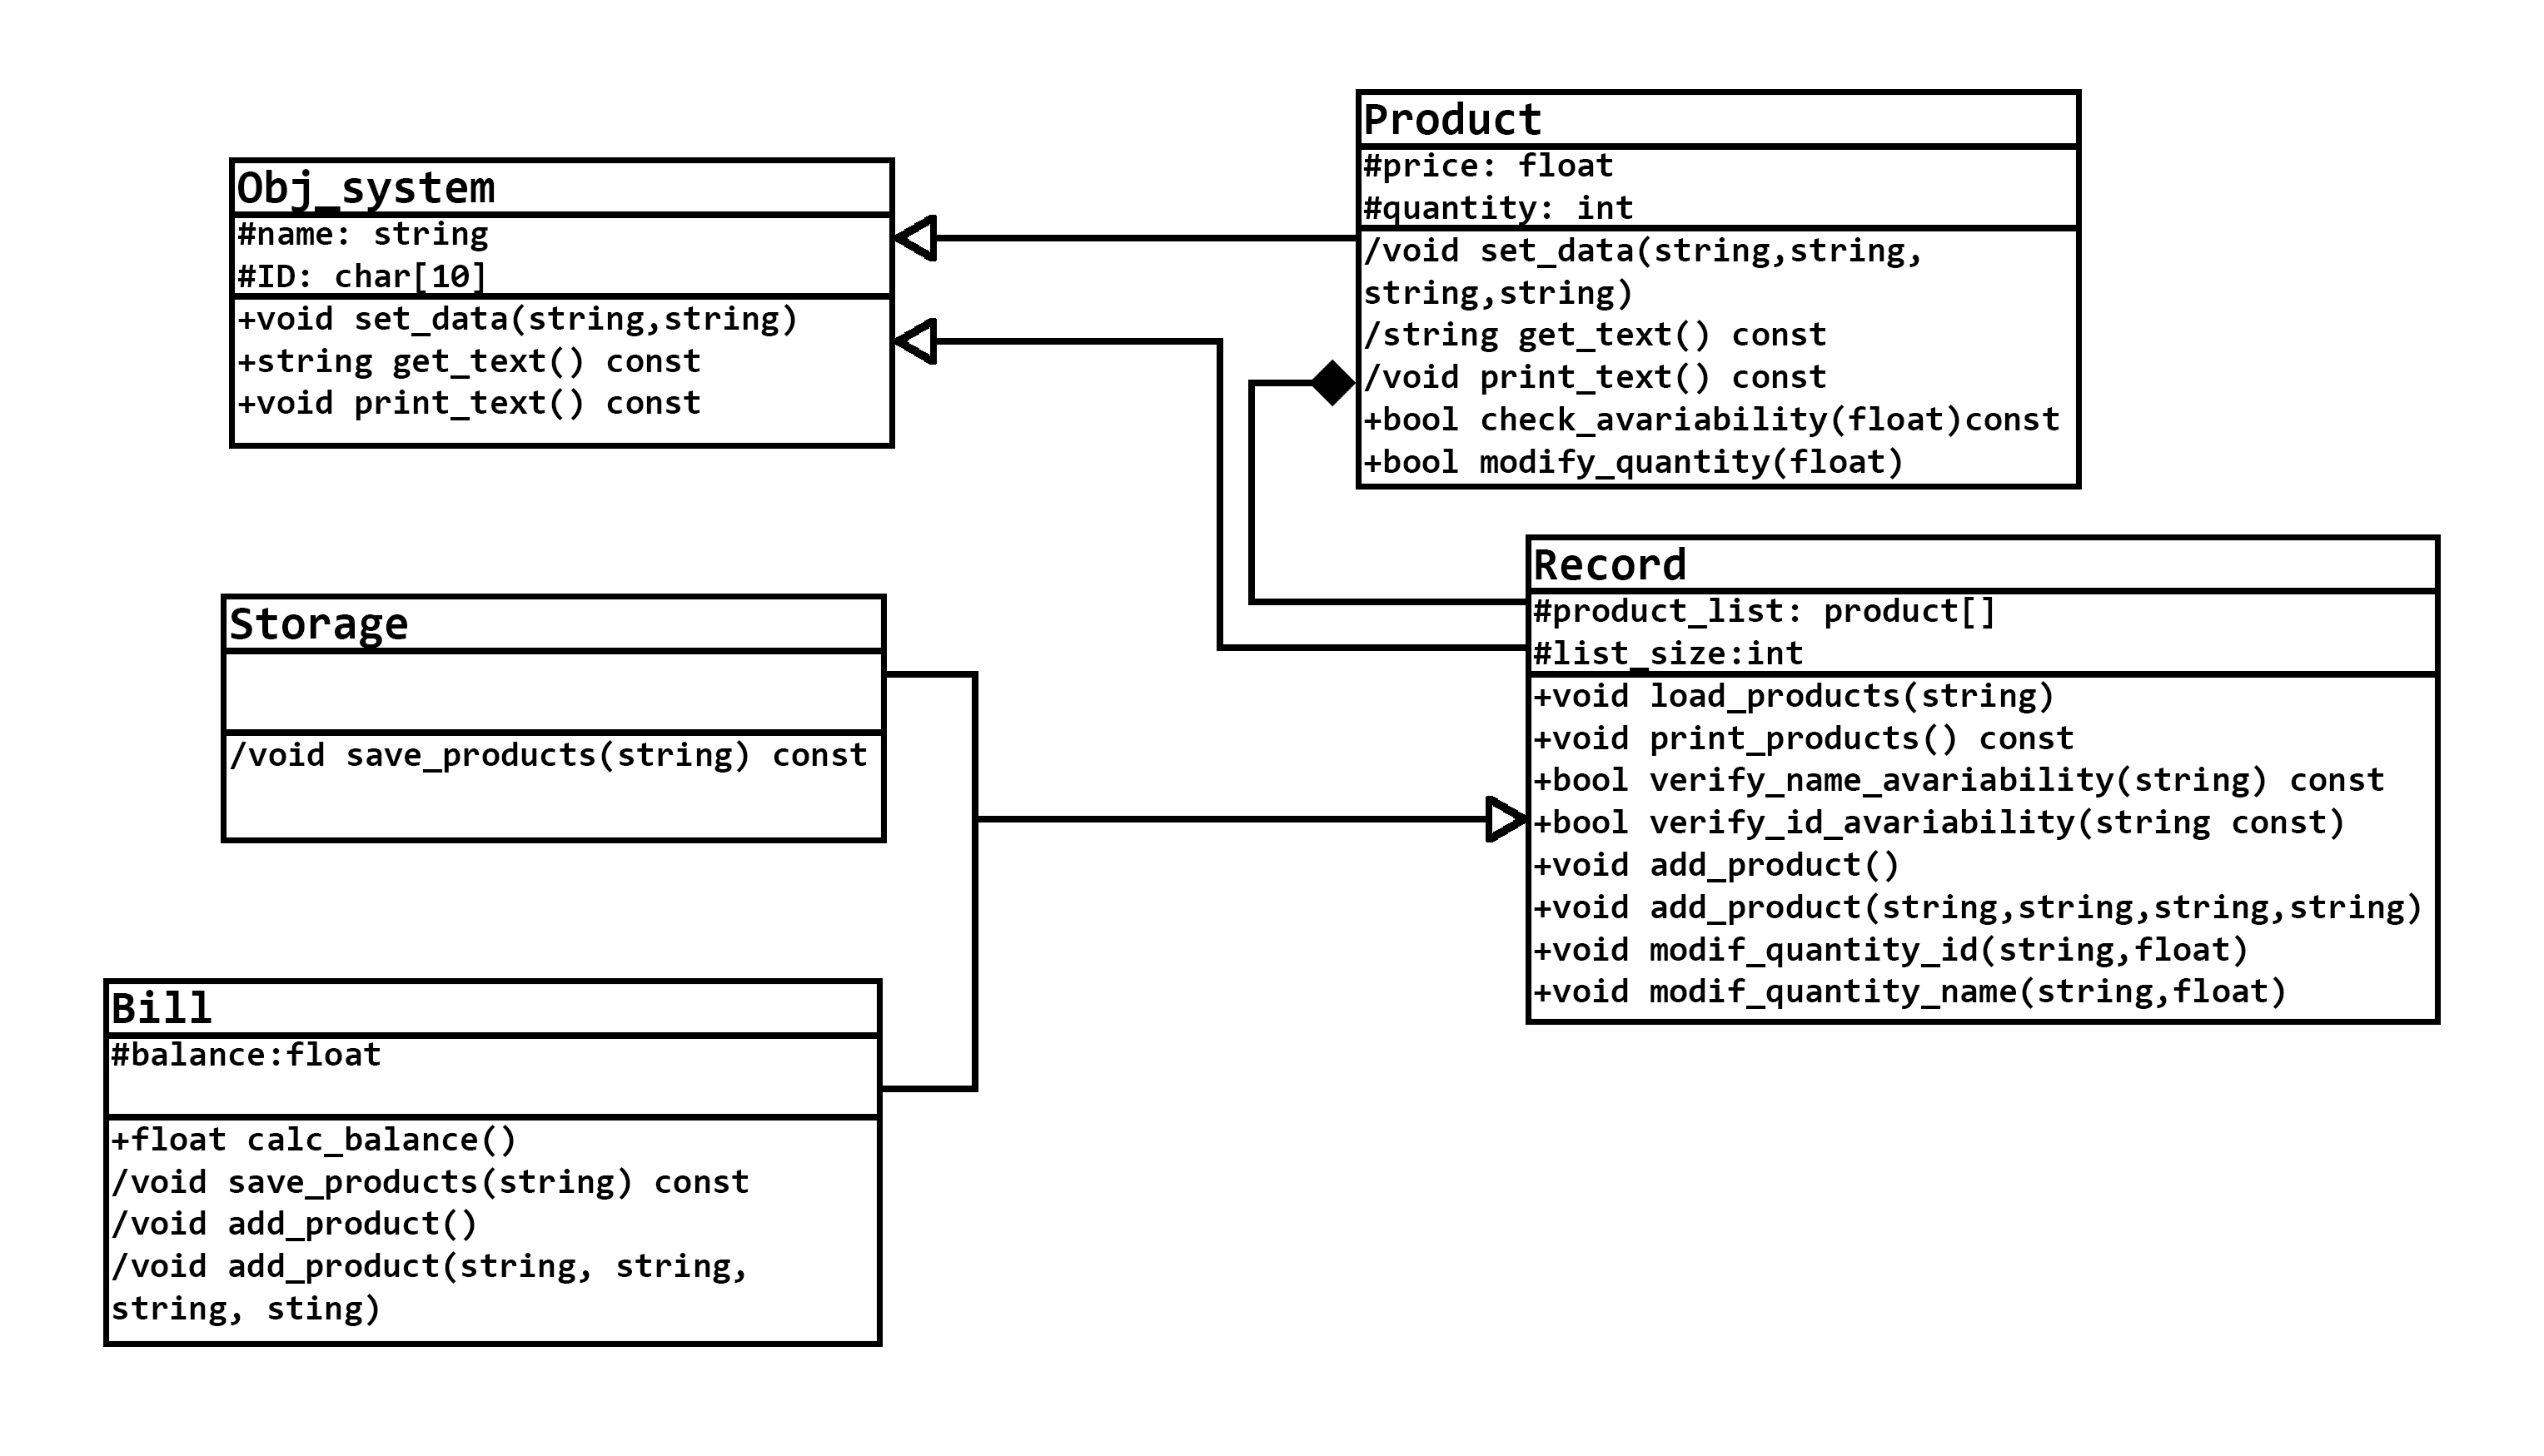 Obj_system
#name: string
#ID: char[10]
+void set_data(string,string)
+string get_text() const
+void print_text() const
Product
#price: float
#quantity: int
/void set_data(string,string,
string,string)
/string get_text() const
/void print_text() const
+bool check_avariability(float)const
+bool modify_quantity(float)
Storage
/void save_products(string) const
Record
#product_list: product[]
#list_size:int
+void load_products(string)
+void print_products() const
+bool verify_name_avariability(string) const
+bool verify_id_avariability(string const)
+void add_product()
+void add_product(string,string,string,string)
+void modif_quantity_id(string,float)
+void modif_quantity_name(string,float)
Bill
#balance:float
+float calc_balance()
/void save_products(string) const
/void add_product()
/void add_product(string, string,
string, sting)